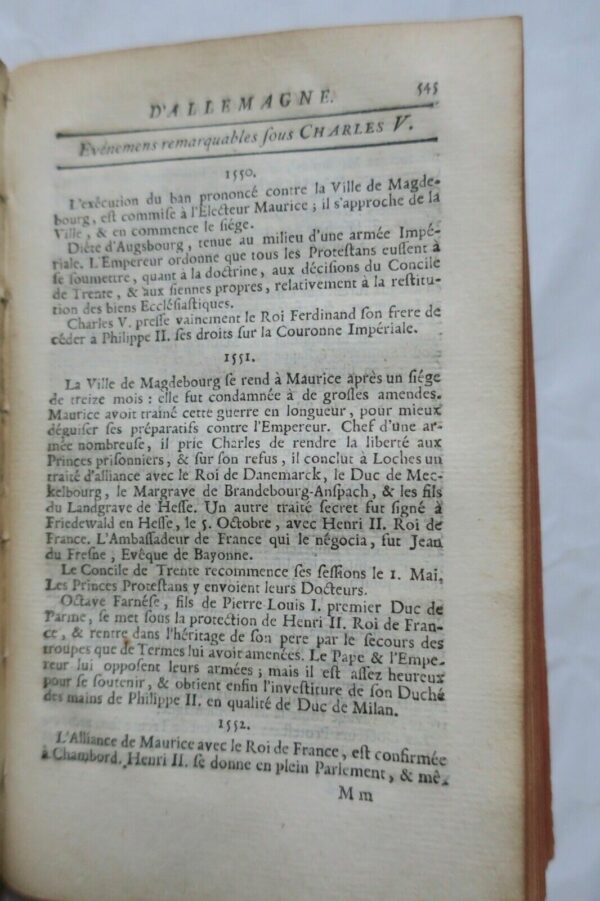 545
D'ALLEMAGNE.
Evénemens remarquables ſous CHARLES V.
1550.
L'exécution du ban prononcé contre la Ville de Magde-
bourg, eſt commiſe à l'Electeur Maurice ; il s'approche de la
Ville, & en commence le ſiége.
Diéte d'Augsbourg, tenue au milieu d'une armée Impé-
riale. L'Empereur ordonne que tous les Proteſtans euſſent à
ſe ſoumettre, quant à la doctrine, aux déciſions du Concile
de Trente, & aux ſiennes propres, relativement à la reſtitu-
tion des biens Eccléſiaſtiques.
Charles V. preſſe vainement le Roi Ferdinand ſon frere de
céder à Philippe II. ſes droits ſur la Couronne Impériale.
1551.
La Ville de Magdebourg ſe rend à Maurice après un ſiége
de treize mois : elle fut condamnée à de groſſes amendes.
Maurice avoit traîné cette guerre en longueur, pour mieux
déguiſer ſes préparatifs contre l'Empereur. Chef d'une ar-
mée nombreuſe, il prie Charles de rendre la liberté aux
Princes priſonniers, & ſur ſon refus, il conclut à Loches un
traité d'alliance avec le Roi de Danemarck, le Duc de Mec-
kelbourg, le Margrave de Brandebourg-Anſpach, & les fils
du Landgrave de Heſſe. Un autre traité ſecret fut ſigné à
Friedewald en Heſſe, le 5. Octobre, avec Henri II. Roi de
France. L'Ambaſſadeur de France qui le négocia, fut Jean
du Freſne, Evêque de Bayonne.
Le Concile de Trente recommence ſes ſeſſions le 1. Mai,
Les Princes Proteſtans y envoient leurs Docteurs.
Octave Farnéſe, fils de Pierre Louis I. premier Duc de
Parme, ſe met ſous la protection de Henri II. Roi de Fran-
ce, & rentre dans l'héritage de ſon pere par le ſecours des
troupes que de Termes lui avoit amenées. Le Pape & l'Empe-
reur lui oppoſent leurs armées ; mais il eſt aſſez heureux
pour ſe ſoutenir, & obtient enfin l'inveſtiture de ſon Duché
des mains de Philippe II. en qualité de Duc de Milan.
1552.
L'Alliance de Maurice avec le Roi de France, eſt confirmée
à Chambord. Henri II. ſe donne en plein Parlement, & mê-
M m